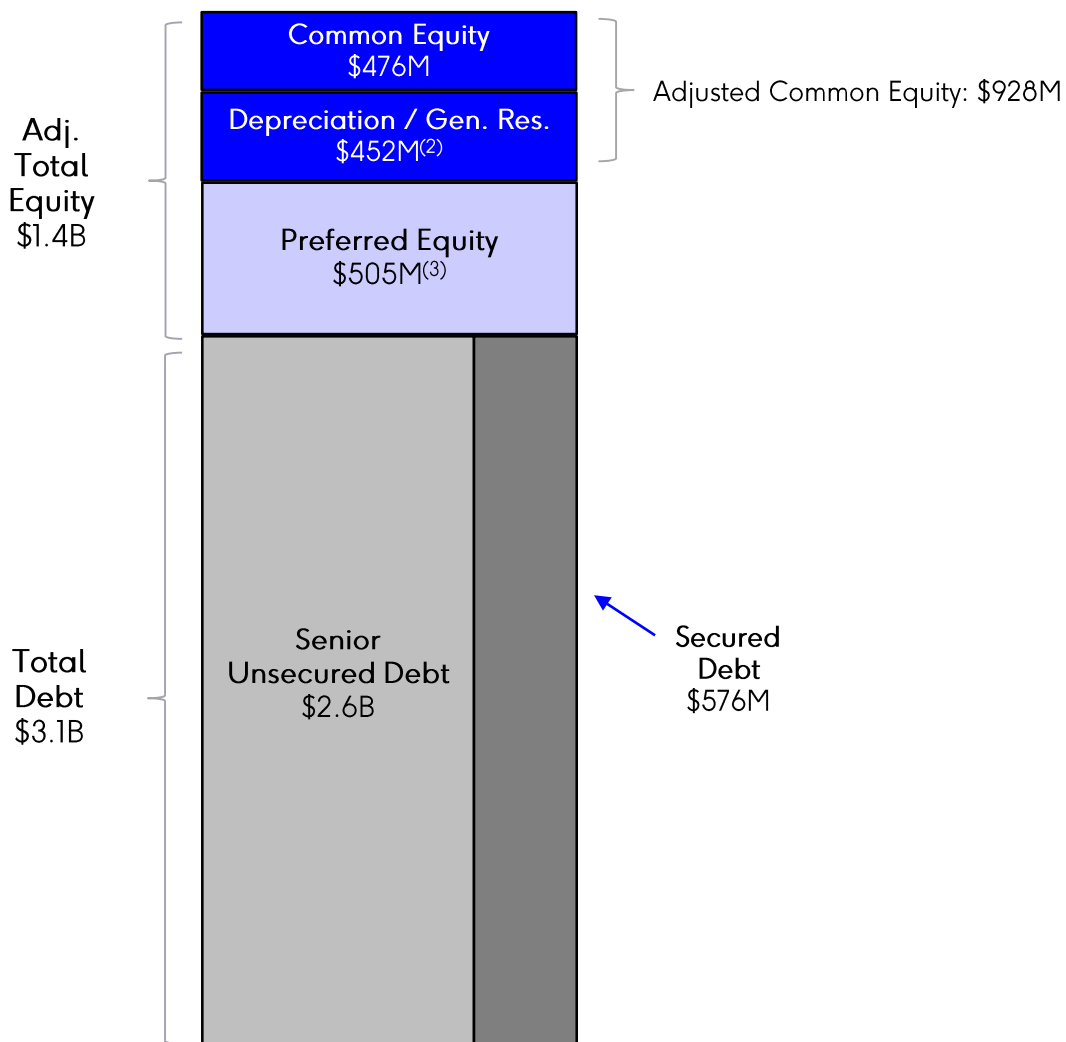 Common Equity
$476M
Adjusted Common Equity: $928M
Depreciation / Gen. Res.
$452M(2)
Adj.
Total
Equity
$1.4B
Preferred Equity
$505M(3)
Senior
Unsecured Debt
$2.6B
Secured
Debt
$576M
Total
Debt
$3.1B